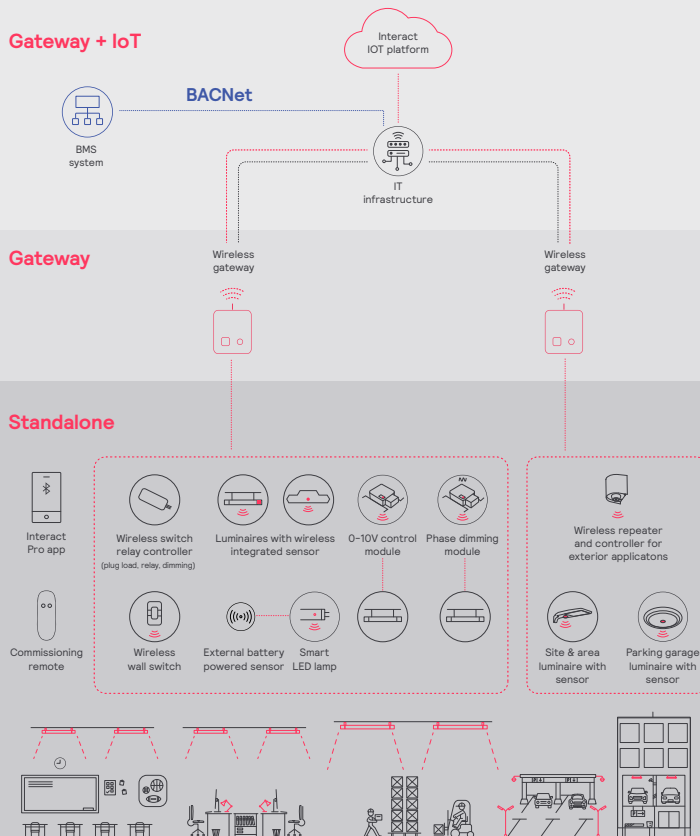 Gateway + IoT
Interact
IOT platform
BACNet
BMS
system
IT
infrastructure
Gateway
Wireless
gateway
Wireless
gateway
Standalone
Interact
Pro app
Wireless switch
relay controller
(plug load, relay, dimming)
Luminaires with wireless
integrated sensor
0-10V control
module
Phase dimming
module
Wireless repeater
and controller for
exterior applicatons
Commissioning
remote
Wireless
wall switch
External battery
powered sensor
Smart
LED lamp
Site & area
luminaire with
sensor
Parking garage
luminaire with
sensor